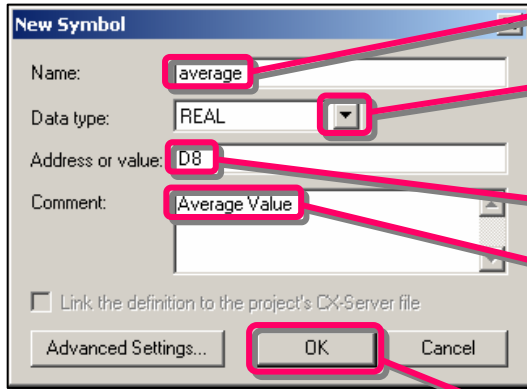 New Symbol
Name: average
Data type: REAL
Address or value: D8
Comment: Average Value
Link the definition to the project's CX-Server file
Advanced Settings... OK Cancel